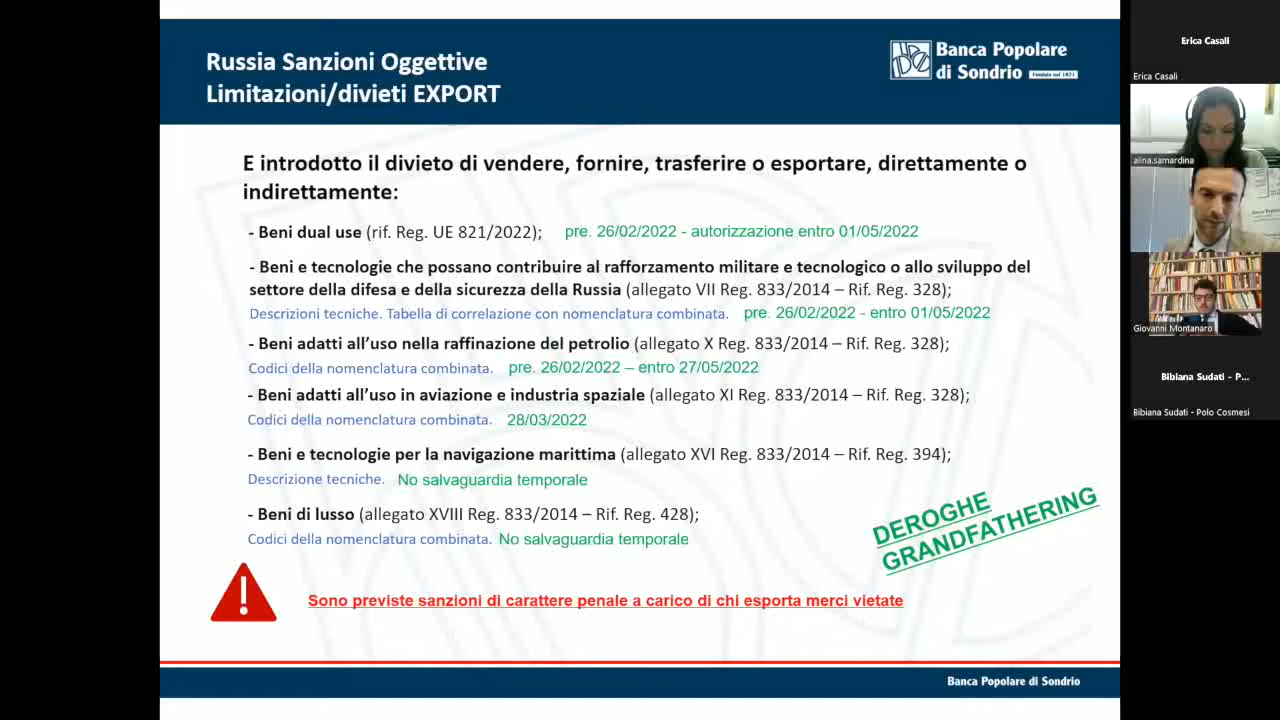 Russia Sanzioni Oggettive
Limitazioni/divieti EXPORT
Banca Popolare
di Sondrio Fondata nel 1871
E introdotto il divieto di vendere, fornire, trasferire o esportare, direttamente o
indirettamente:
- Beni dual use (rif. Reg. UE 821/2022); pre. 26/02/2022 - autorizzazione entro 01/05/2022
- Beni e tecnologie che possano contribuire al rafforzamento militare e tecnologico o allo sviluppo del
settore della difesa e della sicurezza della Russia (allegato VII Reg. 833/2014 – Rif. Reg. 328);
Descrizioni tecniche. Tabella di correlazione con nomenclatura combinata. pre. 26/02/2022 - entro 01/05/2022
- Beni adatti all'uso nella raffinazione del petrolio (allegato X Reg. 833/2014 – Rif. Reg. 328);
Codici della nomenclatura combinata. pre. 26/02/2022 – entro 27/05/2022
- Beni adatti all'uso in aviazione e industria spaziale (allegato XI Reg. 833/2014 – Rif. Reg. 328);
Codici della nomenclatura combinata. 28/03/2022
- Beni e tecnologie per la navigazione marittima (allegato XVI Reg. 833/2014 – Rif. Reg. 394);
Descrizione tecniche. No salvaguardia temporale
- Beni di lusso (allegato XVIII Reg. 833/2014 – Rif. Reg. 428);
Codici della nomenclatura combinata. No salvaguardia temporale
DEROGHE
GRANDFATHERING
Sono previste sanzioni di carattere penale a carico di chi esporta merci vietate
Banca Popolare di Sondrio
Erica Casali
Erica Casali
alina.samardina
Giovanni Montanaro
Bibiana Sudati - P...
Bibiana Sudati - Polo Cosmesi